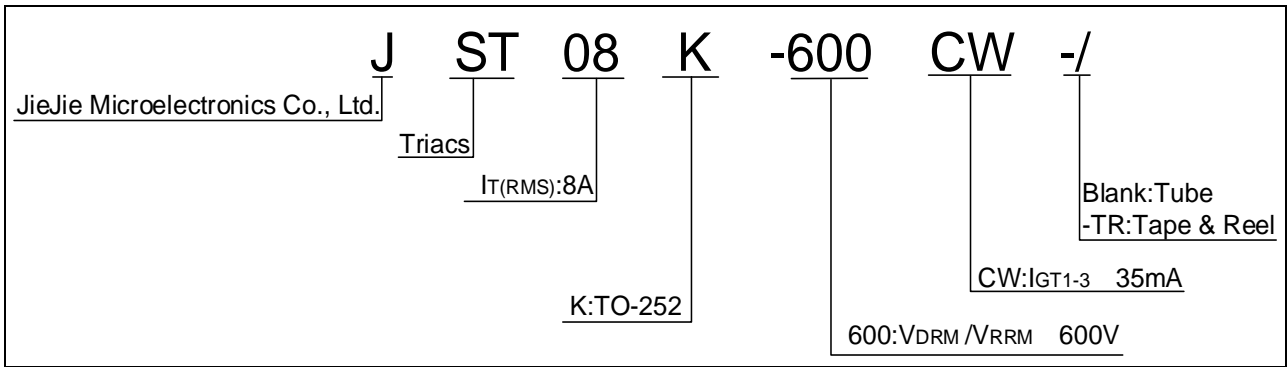 J ST 08 K -600 CW -/
JieJie Microelectronics Co., Ltd.
Triacs
IT(RMS):8A
Blank:Tube
-TR:Tape & Reel
CW:IGT1-3 35mA
K:TO-252
600:VDRM/VRRM 600V